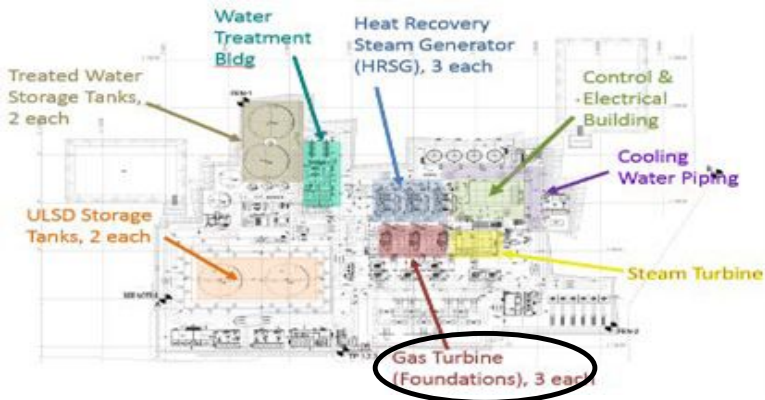 Water
Treatment
Bldg
Heat Recovery
Steam Generator
(HRSG), 3 each
Treated Water
Storage Tanks,
2 each
Control &
Electrical
Building
Cooling
Water Piping
ULSD Storage
Tanks, 2 each
Steam Turbine
Gas Turbine
(Foundations), 3 each